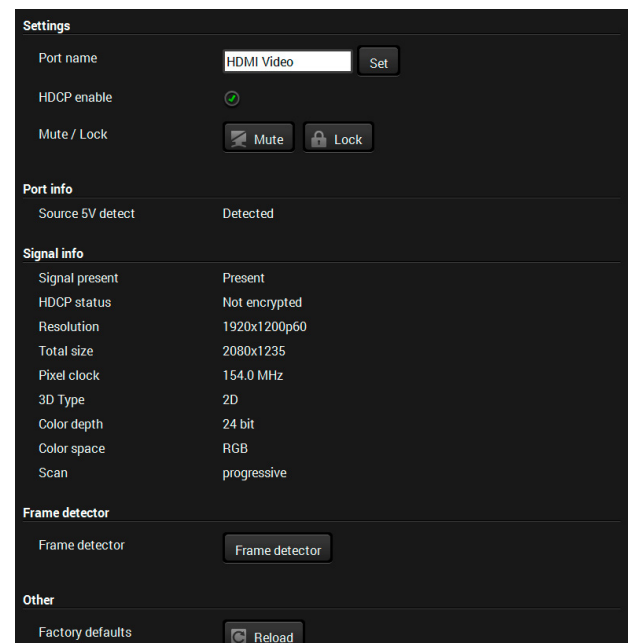 Settings
Port name HDMI Video Set
HDCP enable
Mute / Lock Mute Lock
Port info
Source 5V detect Detected
Signal info
Signal present Present
HDCP status Not encrypted
Resolution 1920x1200p60
Total size 2080x1235
Pixel clock 154.0 MHz
3D Type 2D
Color depth 24 bit
Color space RGB
Scan progressive
Frame detector
Frame detector Frame detector
Other
Factory defaults Reload